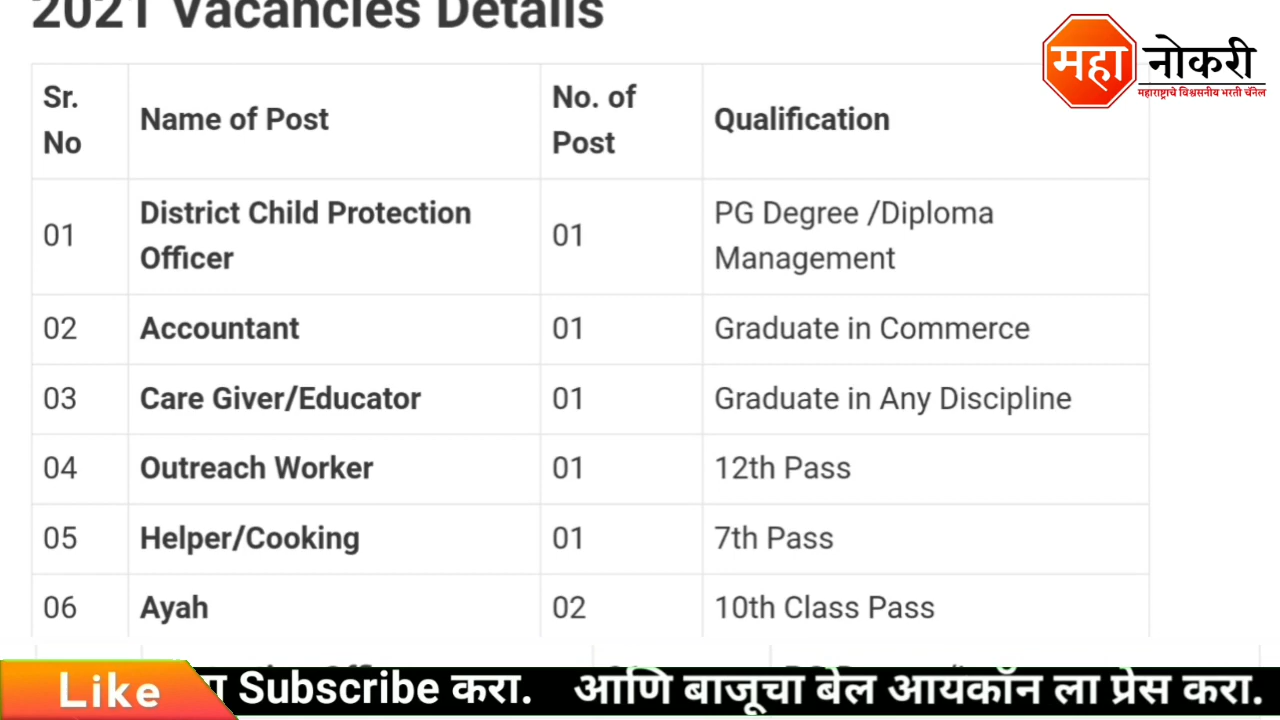 2021 Vacancies Details
महा नोकरी
महाराष्ट्राचे विश्वसनीय भरती चॅनेल
Sr. No | Name of Post | No. of Post | Qualification
01 | District Child Protection Officer | 01 | PG Degree /Diploma Management
02 | Accountant | 01 | Graduate in Commerce
03 | Care Giver/Educator | 01 | Graduate in Any Discipline
04 | Outreach Worker | 01 | 12th Pass
05 | Helper/Cooking | 01 | 7th Pass
06 | Ayah | 02 | 10th Class Pass
Like Subscribe करा. आणि बाजूचा बेल आयकॉन ला प्रेस करा.